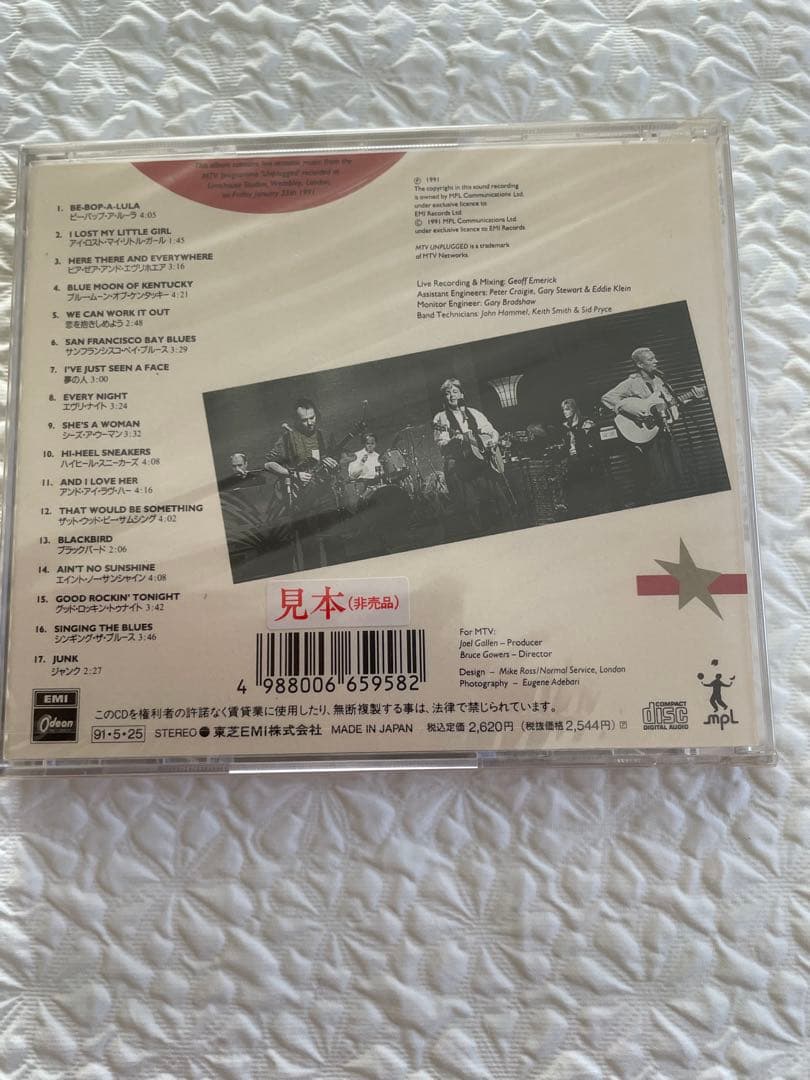 This album contains live acoustic music from the
MTV programme 'Unplugged' recorded at
Limehouse Studios, Wembley, London,
on Friday January 25th 1991.
1. BE-BOP-A-LULA
ビー・バップ・ア・ルーラ 4:05
2. I LOST MY LITTLE GIRL
アイ・ロスト・マイ・リトル・ガール 1:45
3. HERE THERE AND EVERYWHERE
ヒア・ゼア・アンド・エヴリホエア 3:16
4. BLUE MOON OF KENTUCKY
ブルー・ムーン・オブ・ケンタッキー 4:21
5. WE CAN WORK IT OUT
恋を抱きしめよう 2:48
6. SAN FRANCISCO BAY BLUES
サンフランシスコ・ベイ・ブルース 3:29
7. I'VE JUST SEEN A FACE
夢の人 3:00
8. EVERY NIGHT
エヴリ・ナイト 3:24
9. SHE'S A WOMAN
シーズ・ア・ウーマン 3:32
10. HI-HEEL SNEAKERS
ハイヒール・スニーカーズ 4:08
11. AND I LOVE HER
アンド・アイ・ラヴ・ハー 4:16
12. THAT WOULD BE SOMETHING
ザット・ウッド・ビー・サムシング 4:02
13. BLACKBIRD
ブラックバード 2:06
14. AIN'T NO SUNSHINE
エイント・ノー・サンシャイン 4:08
15. GOOD ROCKIN' TONIGHT
グッド・ロッキン・トゥナイト 3:42
16. SINGING THE BLUES
シンギング・ザ・ブルース 3:46
17. JUNK
ジャンク 2:27
℗ 1991
The copyright in this sound recording
is owned by MPL Communications Ltd.
under exclusive licence to
EMI Records Ltd.
© 1991 MPL Communications Ltd.
under exclusive licence to EMI Records Ltd.
MTV UNPLUGGED is a trademark
of MTV Networks.
Live Recording & Mixing: Geoff Emerick
Assistant Engineers: Peter Craigie, Gary Stewart & Eddie Klein
Monitor Engineer: Gary Bradshaw
Band Technicians: John Hammel, Keith Smith & Sid Pryce
見本(非売品)
4 988006 659582
For MTV:
Joel Gallen – Producer
Bruce Gowers – Director
Design – Mike Ross/Normal Service, London
Photography – Eugene Adebari
EMI
Odeon
このCDを権利者の許諾なく賃貸業に使用したり、無断複製する事は、法律で禁じられています。
91·5·25 STEREO ● 東芝EMI株式会社 MADE IN JAPAN 税込定価 2,620円 (税抜価格 2,544円) Ⓟ
COMPACT
disc
DIGITAL AUDIO
MPL